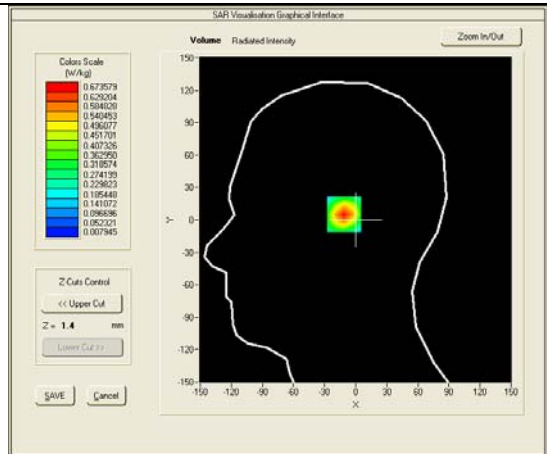 SAR Visualisation Graphical Interface
Volume Radiated Intensity
Zoom In/Out
Colors Scale
(W/kg)
0.673579
0.629204
0.584828
0.540453
0.496077
0.451701
0.407326
0.362950
0.318574
0.274199
0.229823
0.185448
0.141072
0.096696
0.052321
0.007945
Z Cuts Control
<< Upper Cut
Z = 1.4 mm
Lower Cut >>
SAVE
Cancel
150
120
90
60
30
0
-30
-60
-90
-120
-150
Y
-150 -120 -90 -60 -30 0 30 60 90 120 150
X